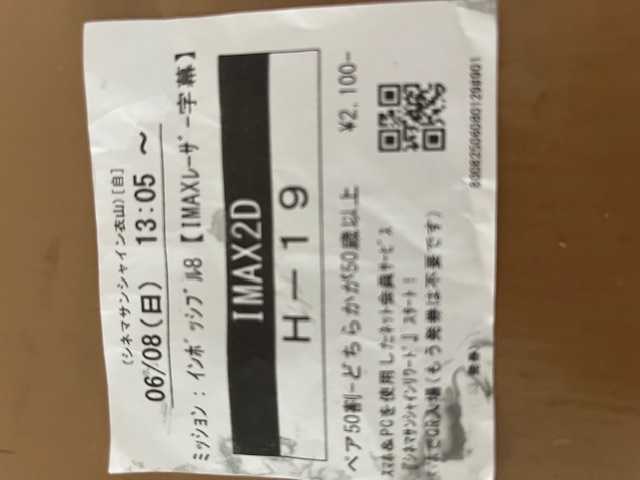 (シネマサンシャイン衣山)[自]
06/08(日) 13:05 ~
ミッション:インポッシブル8【IMAXレーザー字幕】
IMAX2D
H-19
ペア50割-どちらかが50歳以上 ¥2,100-
スマホ&PCを使用したネット会員サービス
『シネマサンシャインリワード』スタート!
QR入場(もう発券は不要です)
発券